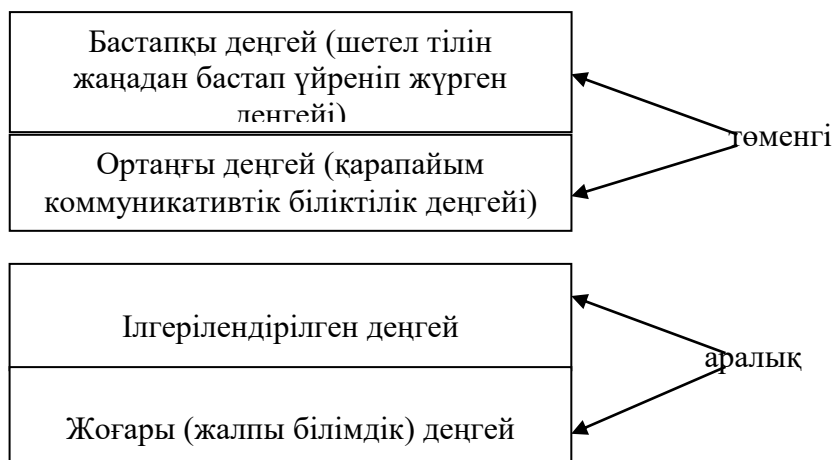 Бастапқы деңгей (шетел тілін
жаңадан бастап үйреніп жүрген
деңгейі)
төменгі
Ортаңғы деңгей (қарапайым
коммуникативтік біліктілік деңгейі)
Ілгерілендірілген деңгей
аралық
Жоғары (жалпы білімдік) деңгей